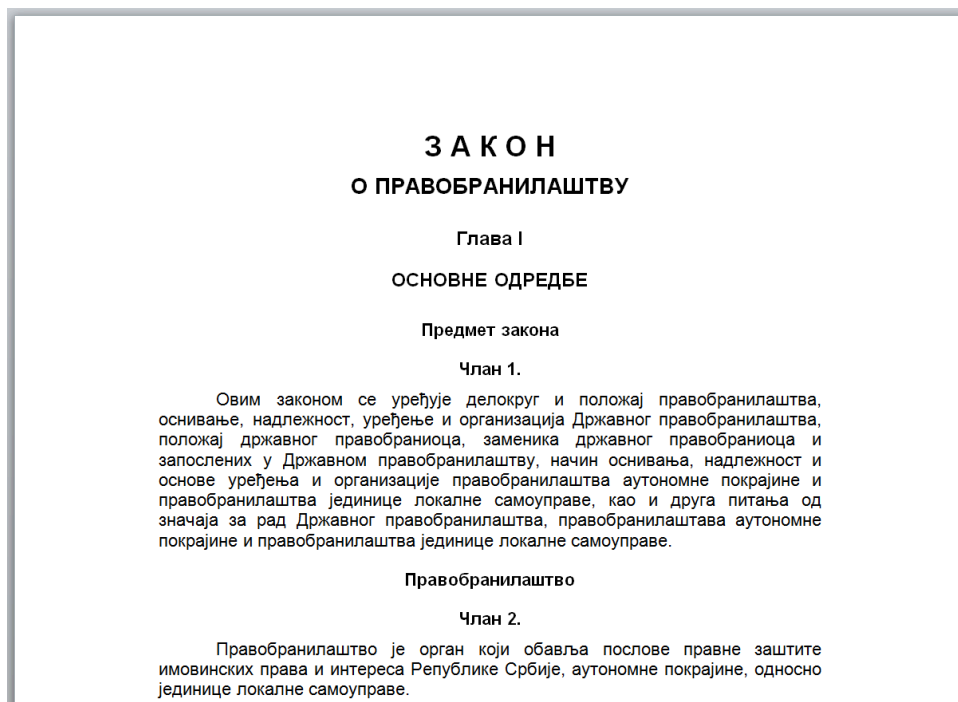 З А К О Н
О ПРАВОБРАНИЛАШТВУ
Глава I
ОСНОВНЕ ОДРЕДБЕ
Предмет закона
Члан 1.
Овим законом се уређује делокруг и положај правобранилаштва,
оснивање, надлежност, уређење и организација Државног правобранилаштва,
положај државног правобраниоца, заменика државног правобраниоца и
запослених у Државном правобранилаштву, начин оснивања, надлежност и
основе уређења и организације правобранилаштва аутономне покрајине и
правобранилаштва јединице локалне самоуправе, као и друга питања од
значаја за рад Државног правобранилаштва, правобранилаштава аутономне
покрајине и правобранилаштва јединице локалне самоуправе.
Правобранилаштво
Члан 2.
Правобранилаштво је орган који обавља послове правне заштите
имовинских права и интереса Републике Србије, аутономне покрајине, односно
јединице локалне самоуправе.